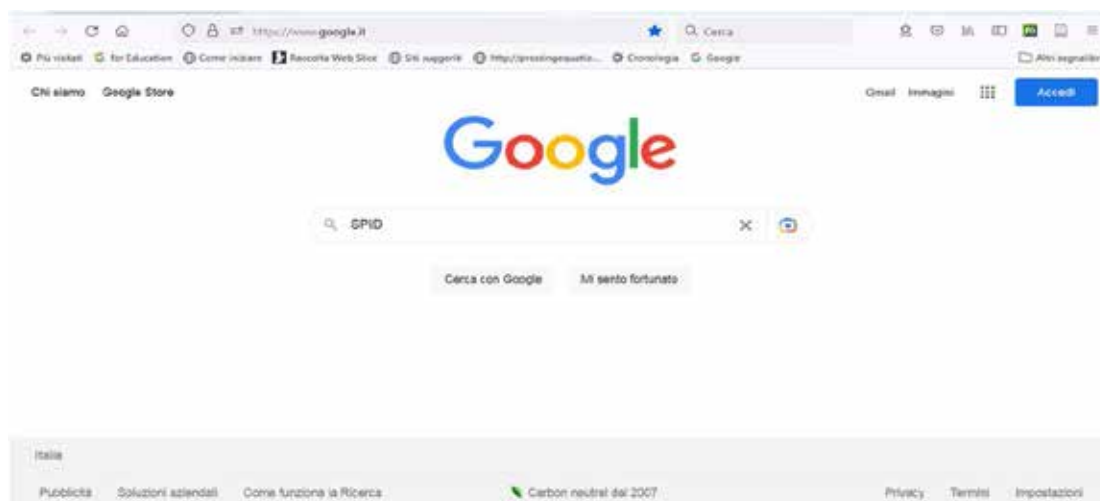 https://www.google.it Cerca
Più visitati for Education Come iniziare Raccolta Web Slice Siti suggeriti Cronologia Google Altri segnalibri
Chi siamo Google Store Gmail Immagini Accedi
Google
SPID
Cerca con Google Mi sento fortunato
Italia
Pubblicità Soluzioni aziendali Come funziona la Ricerca Carbon neutral dal 2007 Privacy Termini Impostazioni